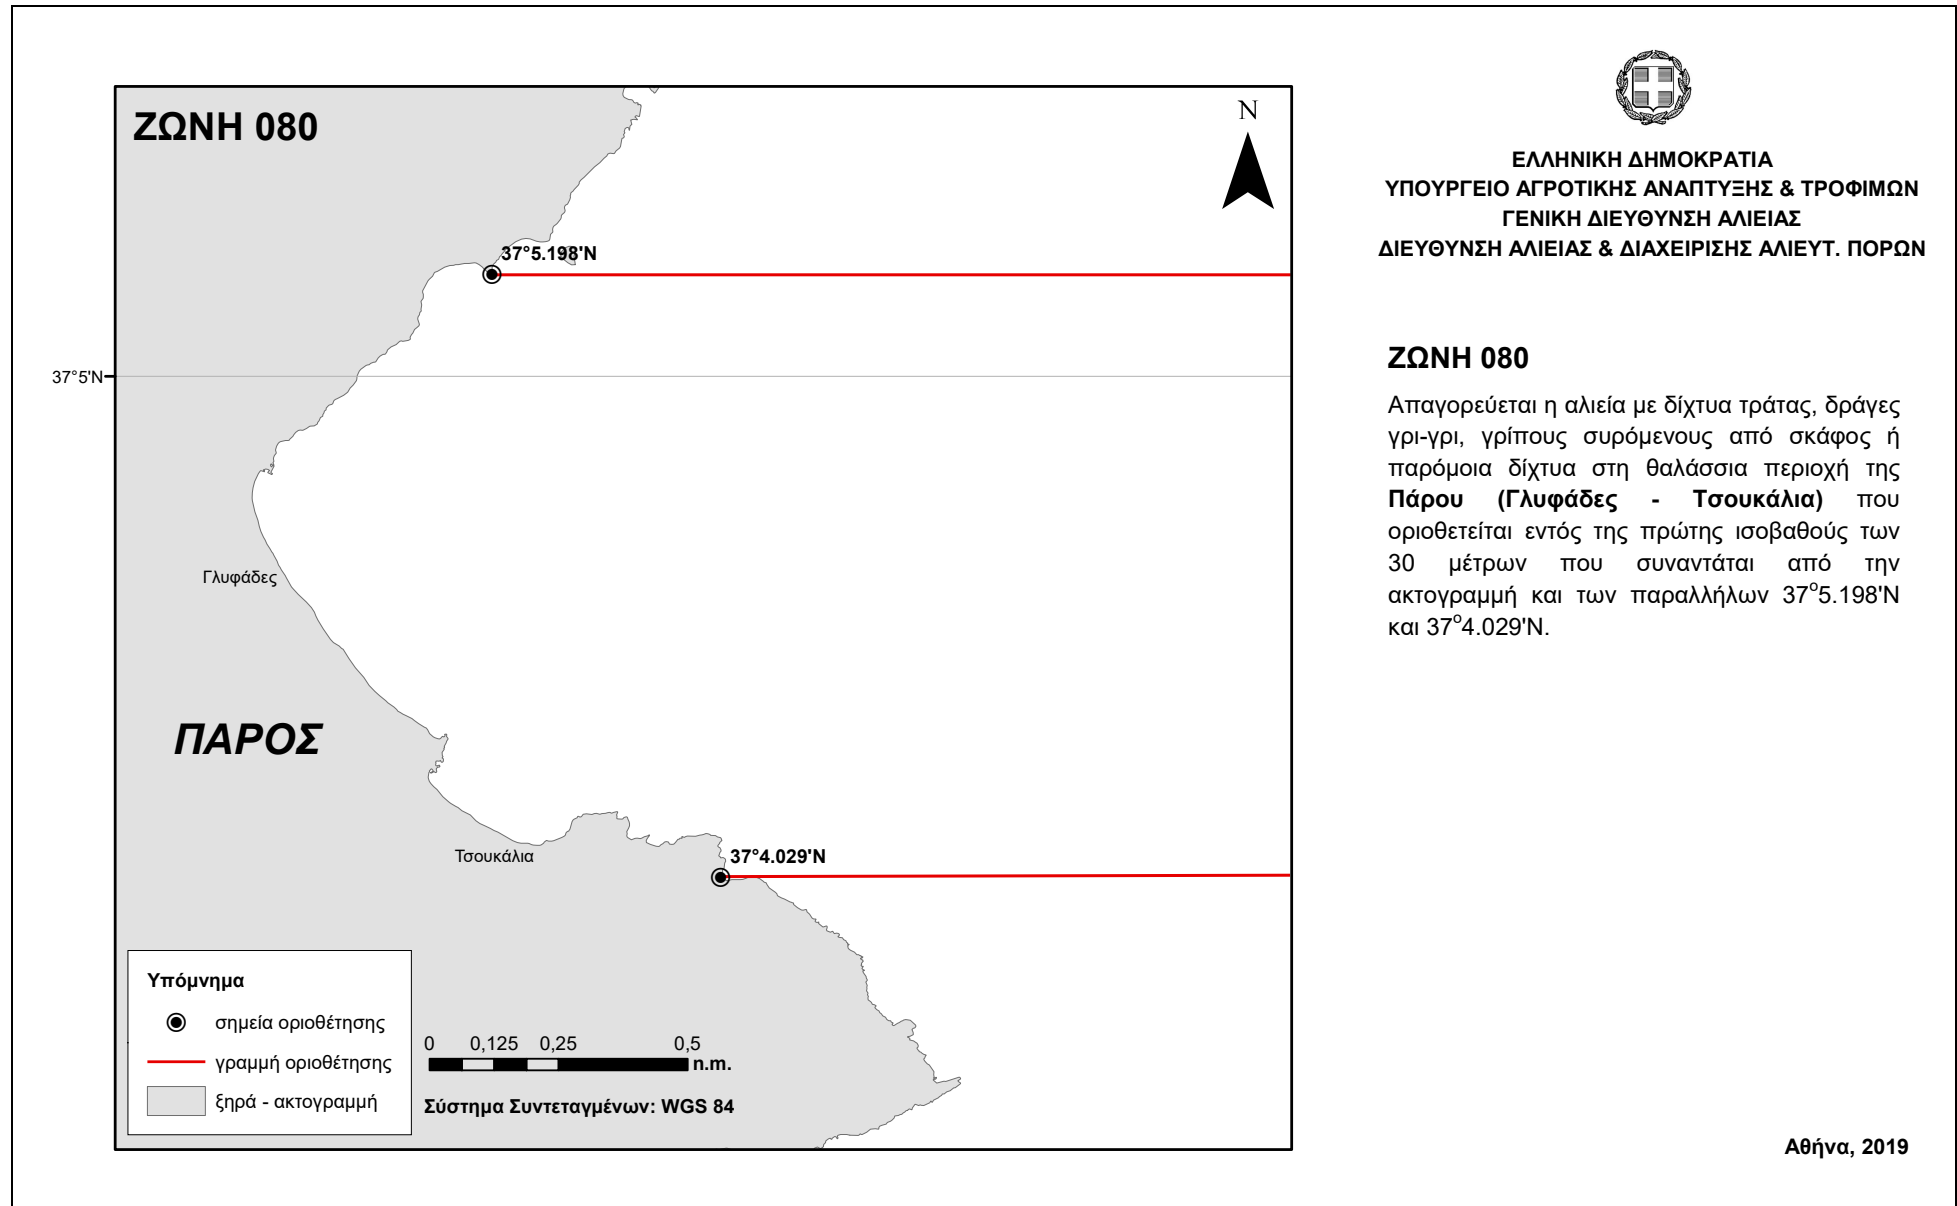 ΖΩΝΗ 080
N
37°5.198'N
37°5'N
Γλυφάδες
ΠΑΡΟΣ
Τσουκάλια
37°4.029'N
Υπόμνημα
σημεία οριοθέτησης
γραμμή οριοθέτησης
ξηρά - ακτογραμμή
0 0,125 0,25 0,5
n.m.
Σύστημα Συντεταγμένων: WGS 84
ΕΛΛΗΝΙΚΗ ΔΗΜΟΚΡΑΤΙΑ
ΥΠΟΥΡΓΕΙΟ ΑΓΡΟΤΙΚΗΣ ΑΝΑΠΤΥΞΗΣ & ΤΡΟΦΙΜΩΝ
ΓΕΝΙΚΗ ΔΙΕΥΘΥΝΣΗ ΑΛΙΕΙΑΣ
ΔΙΕΥΘΥΝΣΗ ΑΛΙΕΙΑΣ & ΔΙΑΧΕΙΡΙΣΗΣ ΑΛΙΕΥΤ. ΠΟΡΩΝ
ΖΩΝΗ 080
Απαγορεύεται η αλιεία με δίχτυα τράτας, δράγες
γρι-γρι, γρίπους συρόμενους από σκάφος ή
παρόμοια δίχτυα στη θαλάσσια περιοχή της
Πάρου (Γλυφάδες - Τσουκάλια) που
οριοθετείται εντός της πρώτης ισοβαθούς των
30 μέτρων που συναντάται από την
ακτογραμμή και των παραλλήλων 37°5.198'N
και 37°4.029'N.
Αθήνα, 2019